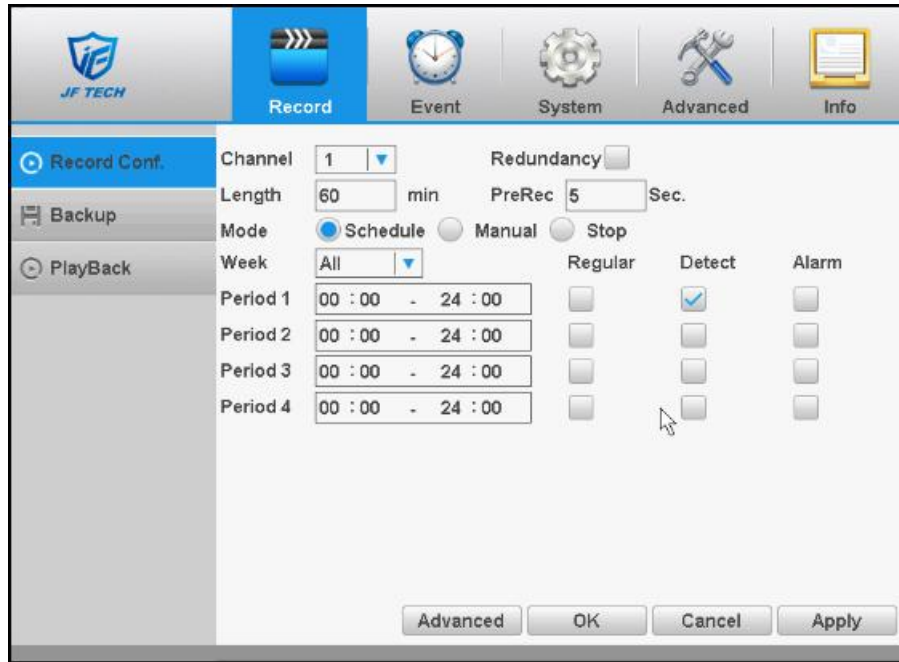 JF TECH
Record Event System Advanced Info
Record Conf.
Backup
PlayBack
Channel 1 Redundancy
Length 60 min PreRec 5 Sec.
Mode Schedule Manual Stop
Week All Regular Detect Alarm
Period 1 00 : 00 - 24 : 00
Period 2 00 : 00 - 24 : 00
Period 3 00 : 00 - 24 : 00
Period 4 00 : 00 - 24 : 00
Advanced OK Cancel Apply